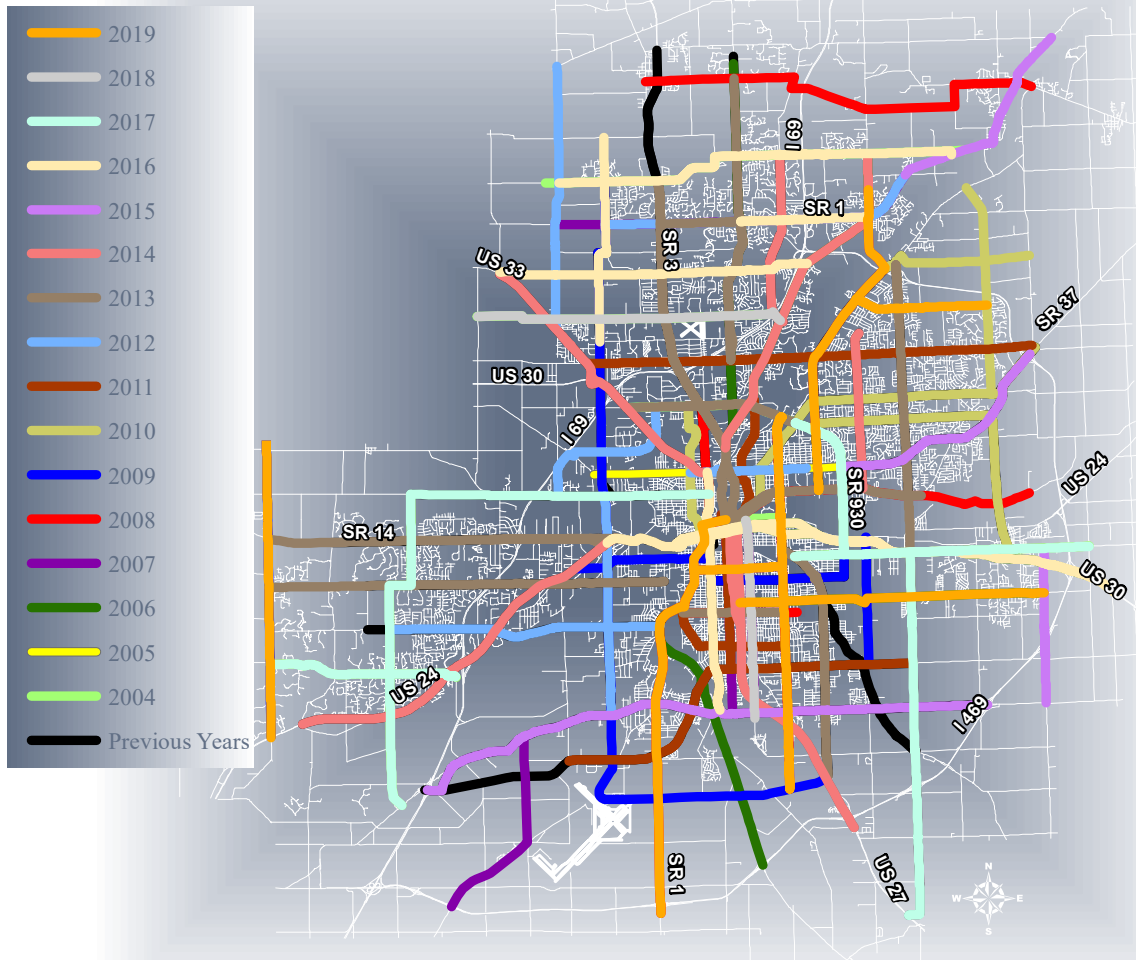 2019
2018
2017
2016
2015
2014
2013
2012
2011
2010
2009
2008
2007
2006
2005
2004
Previous Years
I 69
SR 1
SR 3
US 33
SR 37
US 30
I 69
US 24
SR 930
SR 14
US 30
US 24
I 469
SR 1
US 27
N
W
E
S